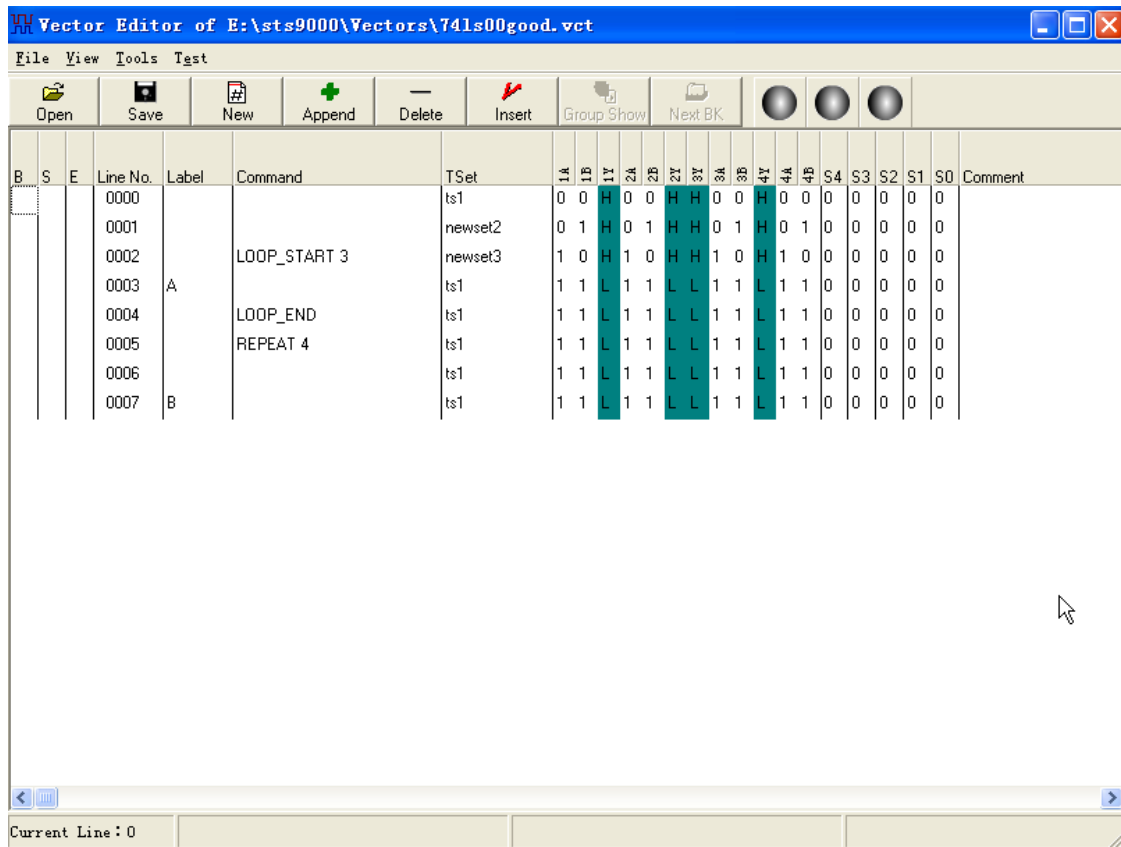 Vector Editor of E:\sts9000\Vectors\74ls00good.vct
File View Tools Test
Open Save New Append Delete Insert Group Show Next BK
B S E Line No. Label Command TSet 1A 1B 1Y 2A 2B 2Y 3Y 3A 3B 4Y 4A 4B S4 S3 S2 S1 S0 Comment
0000 ts1 0 0 H 0 0 H H 0 0 H 0 0 0 0 0 0 0
0001 newset2 0 1 H 0 1 H H 0 1 H 0 1 0 0 0 0 0
0002 LOOP_START 3 newset3 1 0 H 1 0 H H 1 0 H 1 0 0 0 0 0 0
0003 A ts1 1 1 L 1 1 L L 1 1 L 1 1 0 0 0 0 0
0004 LOOP_END ts1 1 1 L 1 1 L L 1 1 L 1 1 0 0 0 0 0
0005 REPEAT 4 ts1 1 1 L 1 1 L L 1 1 L 1 1 0 0 0 0 0
0006 ts1 1 1 L 1 1 L L 1 1 L 1 1 0 0 0 0 0
0007 B ts1 1 1 L 1 1 L L 1 1 L 1 1 0 0 0 0 0
Current Line:0